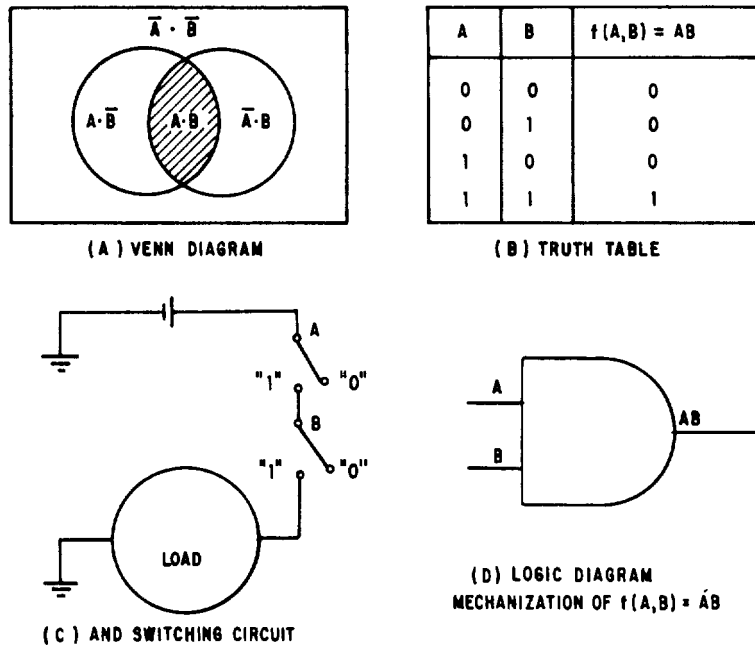 A̅ · B̅
A·B̅ A·B A̅·B
(A) VENN DIAGRAM
A B f(A,B) = AB
0 0 0
0 1 0
1 0 0
1 1 1
(B) TRUTH TABLE
A
"1" "0"
B
"1" "0"
LOAD
(C) AND SWITCHING CIRCUIT
A
B
AB
(D) LOGIC DIAGRAM
MECHANIZATION OF f(A,B) = AB